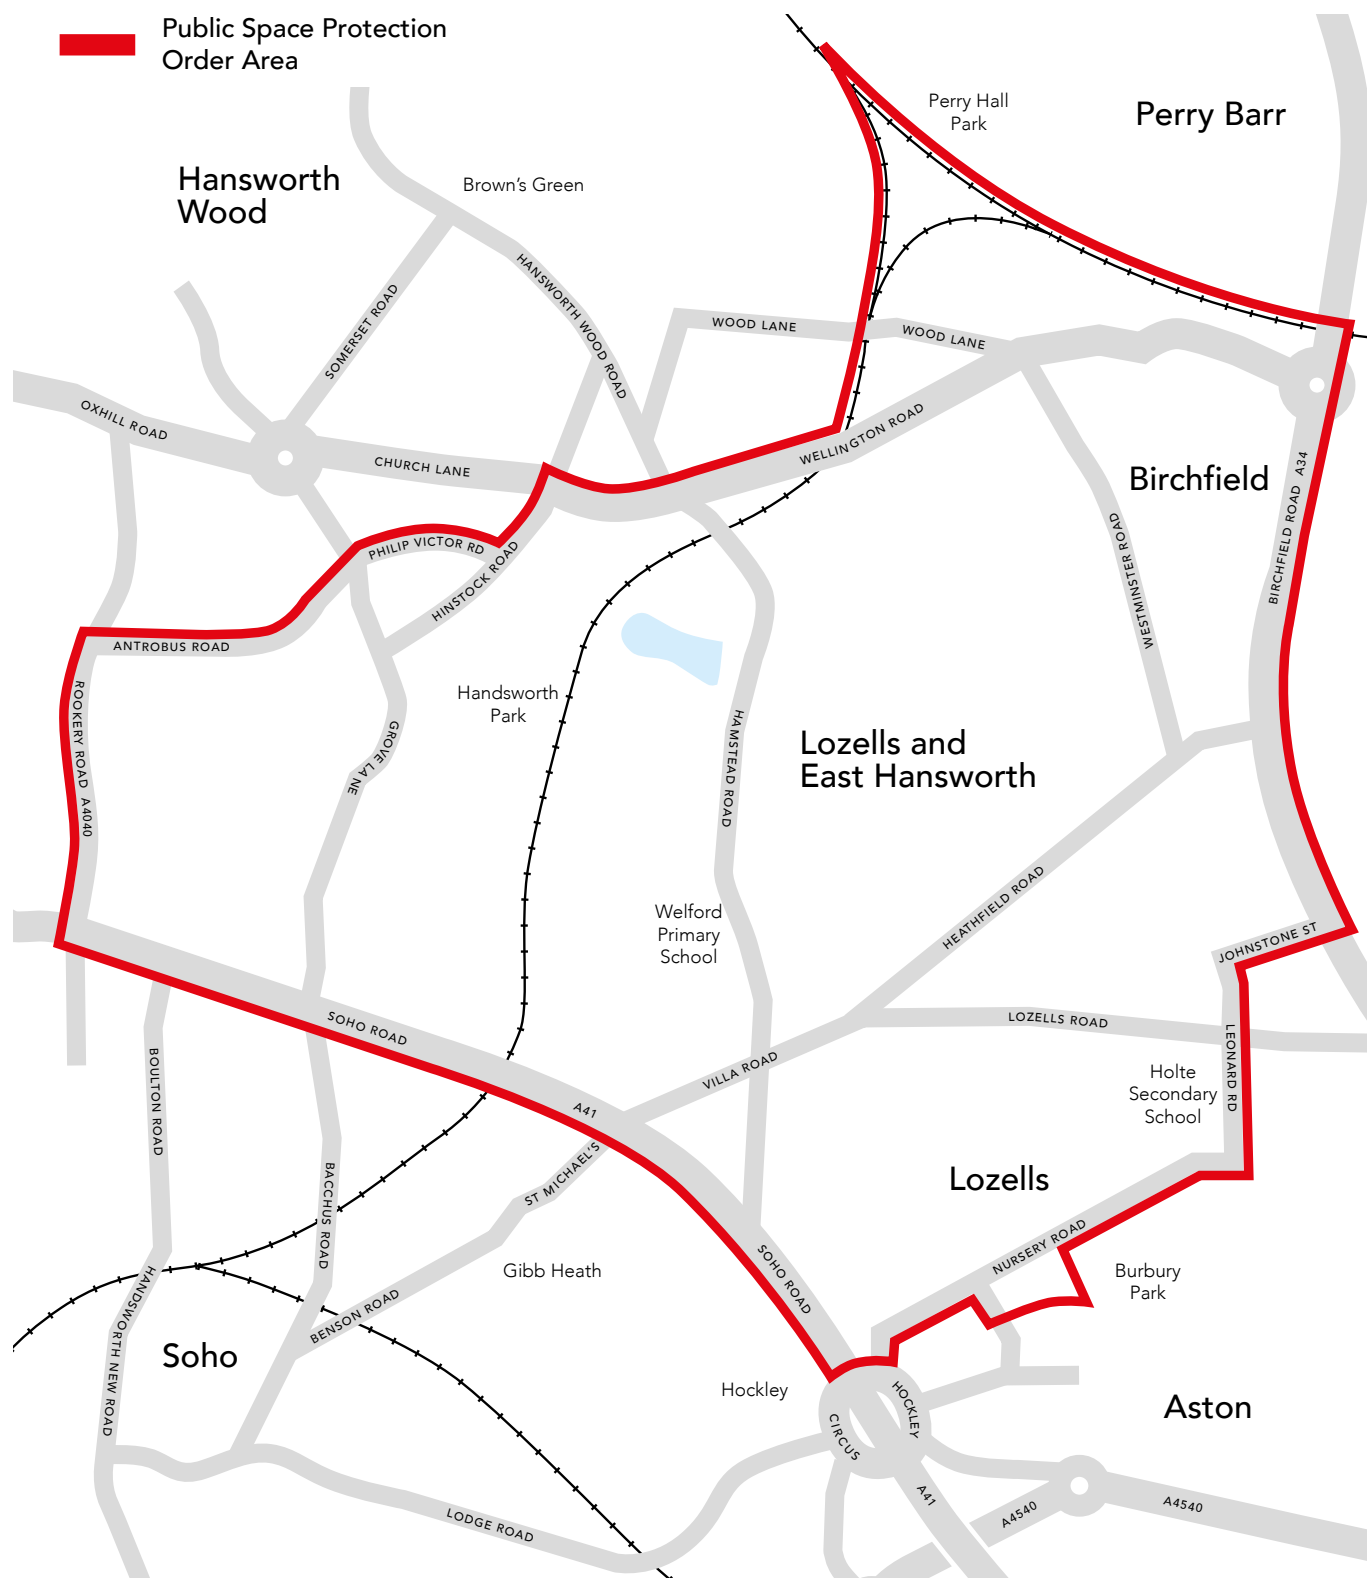 Public Space Protection
Order Area
Perry Hall
Park
Perry Barr
Hansworth
Wood
Brown's Green
HANSWORTH WOOD ROAD
SOMERSET ROAD
WOOD LANE
WOOD LANE
OXHILL ROAD
CHURCH LANE
WELLINGTON ROAD
BIRCHFIELD ROAD A34
Birchfield
PHILIP VICTOR RD
HINSTOCK ROAD
WESTMINSTER ROAD
ANTROBUS ROAD
ROOKERY ROAD A4040
Handsworth
Park
GROVE LANE
HAMSTEAD ROAD
Lozells and
East Hansworth
HEATHFIELD ROAD
Welford
Primary
School
JOHNSTONE ST
SOHO ROAD
LOZELLS ROAD
LEONARD RD
BOULTON ROAD
VILLA ROAD
Holte
Secondary
School
A41
ST MICHAEL'S
BACCHUS ROAD
Lozells
NURSERY ROAD
SOHO ROAD
Gibb Heath
Burbury
Park
HANDSWORTH NEW ROAD
BENSON ROAD
Soho
Hockley
HOCKLEY
CIRCUS
Aston
A41
A4540
A4540
LODGE ROAD